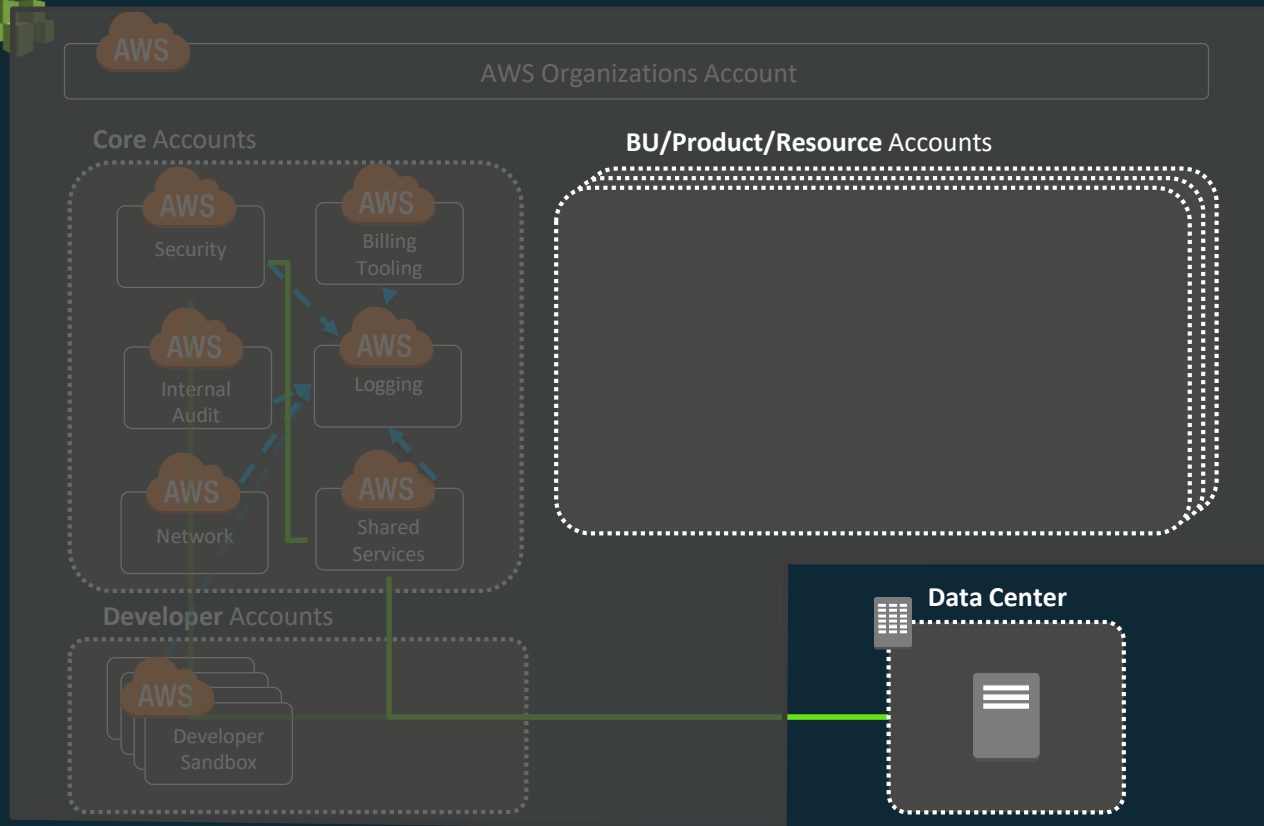 AWS
AWS Organizations Account
Core Accounts
AWS
Security
AWS
Billing
Tooling
AWS
Internal
Audit
AWS
Logging
AWS
Network
AWS
Shared
Services
Developer Accounts
AWS
Developer
Sandbox
BU/Product/Resource Accounts
Data Center